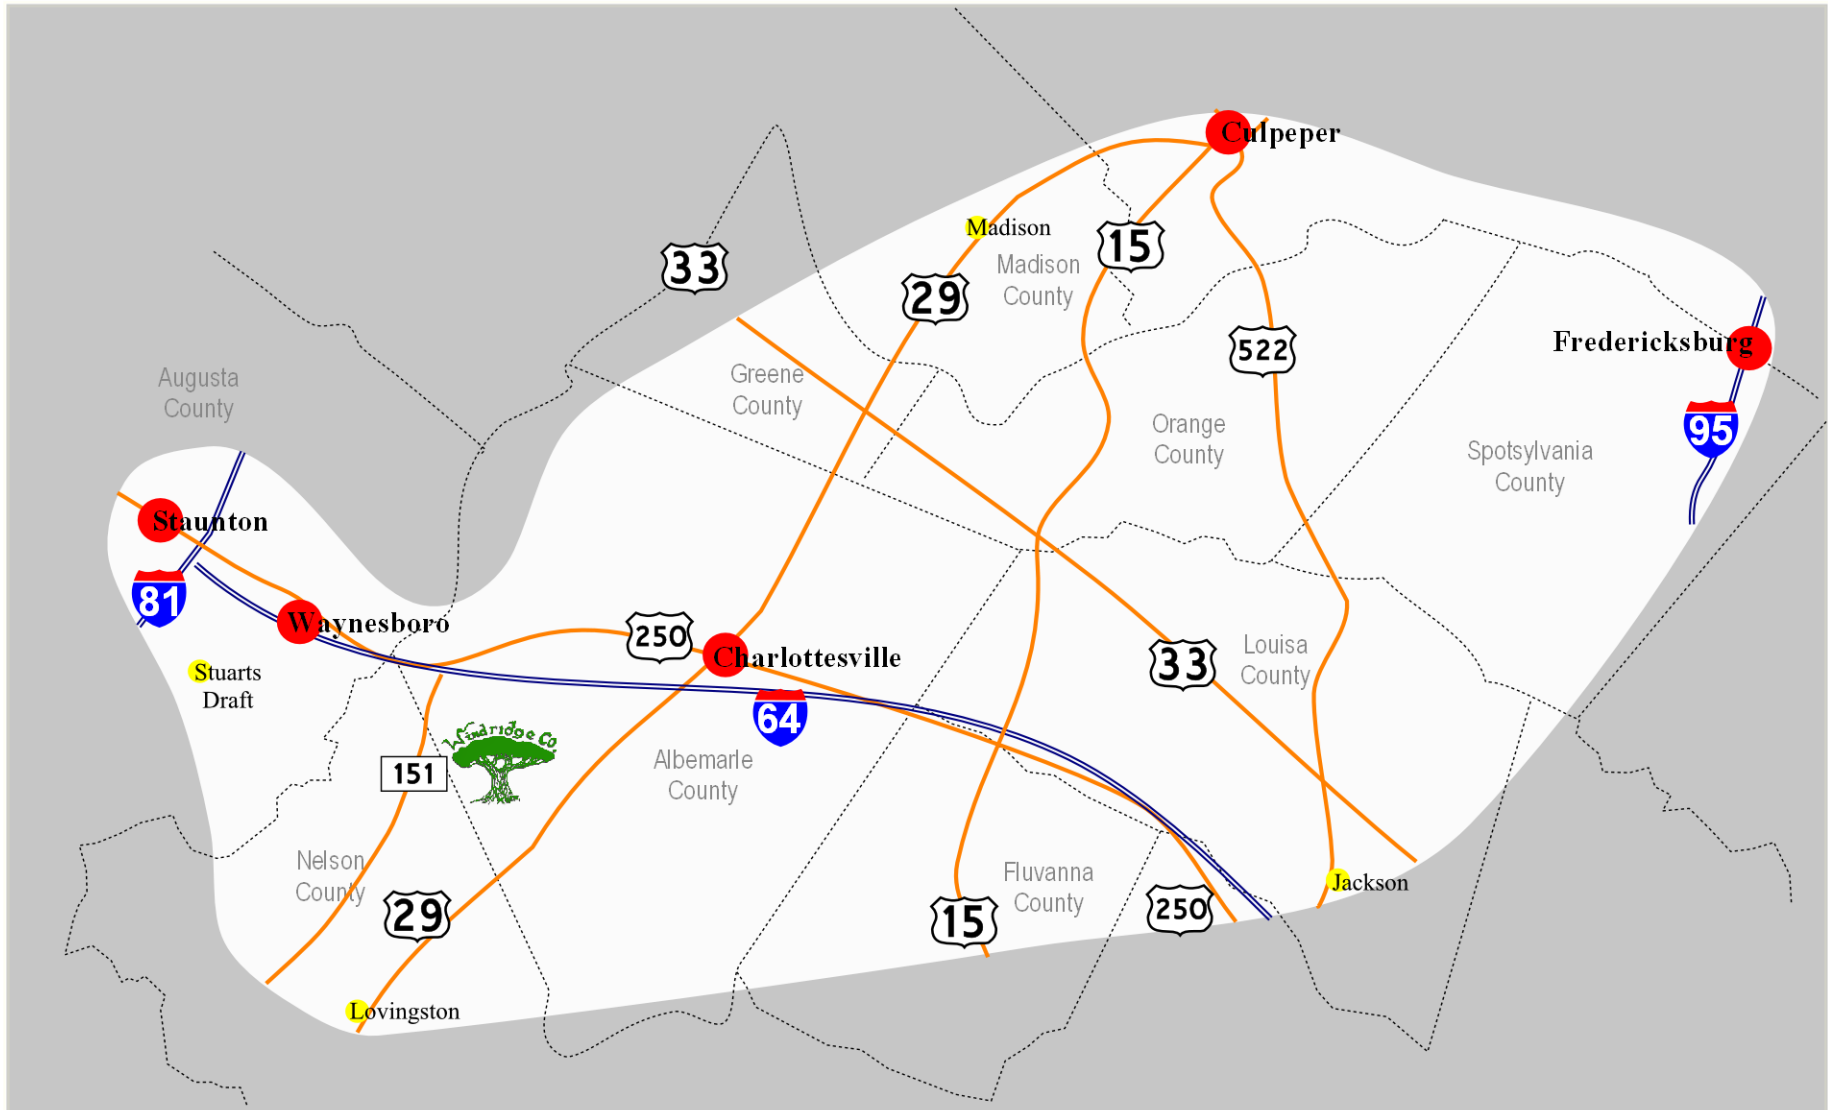 Culpeper
Madison
15
33
Madison
County
29
522
Fredericksburg
Augusta
County
Greene
County
95
Orange
County
Spotsylvania
County
Staunton
81
Waynesboro
250
Charlottesville
33
Louisa
County
Stuarts
Draft
64
Windridge Co.
151
Albemarle
County
Nelson
County
29
Fluvanna
County
15
250
Jackson
Lovingston